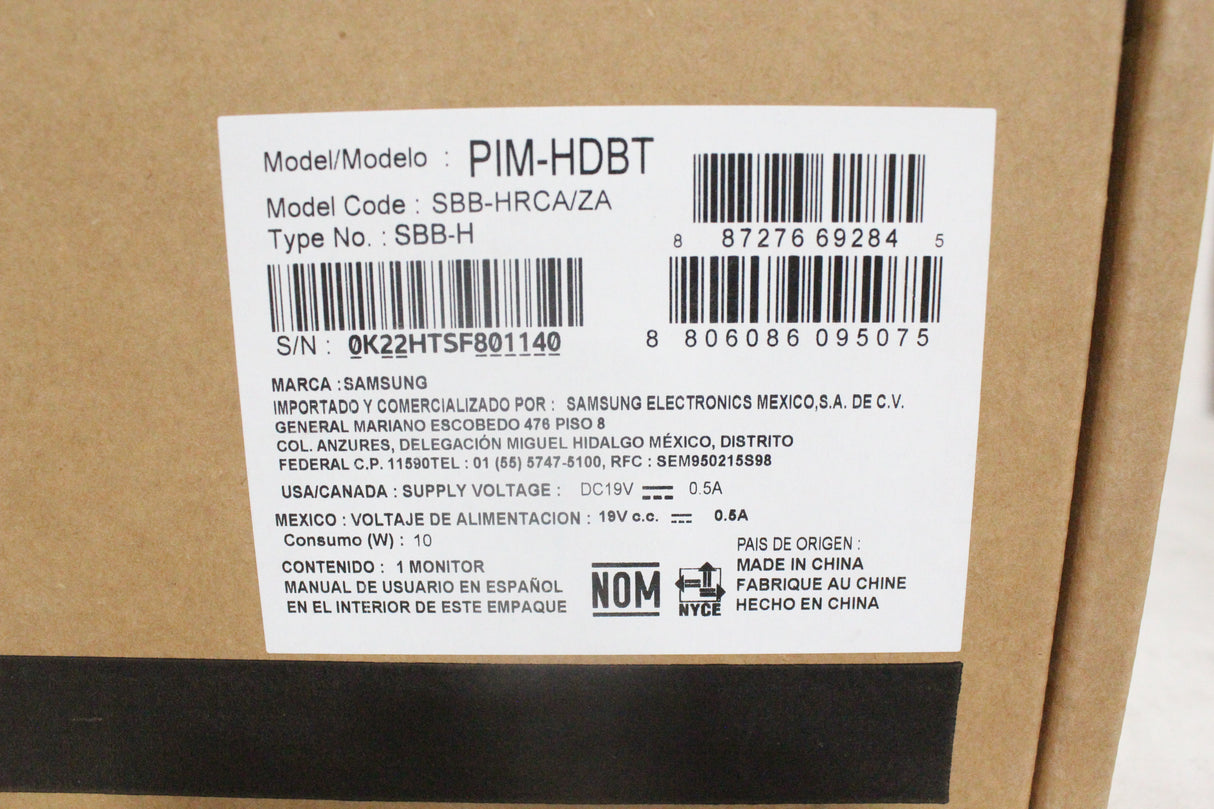 Model/Modelo : PIM-HDBT
Model Code : SBB-HRCA/ZA
Type No. : SBB-H
8 87276 69284 5
S/N : 0K22HTSF801140
8 806086 095075
MARCA : SAMSUNG
IMPORTADO Y COMERCIALIZADO POR : SAMSUNG ELECTRONICS MEXICO,S.A. DE C.V.
GENERAL MARIANO ESCOBEDO 476 PISO 8
COL. ANZURES, DELEGACIÓN MIGUEL HIDALGO MÉXICO, DISTRITO
FEDERAL C.P. 11590TEL : 01 (55) 5747-5100, RFC : SEM950215S98
USA/CANADA : SUPPLY VOLTAGE : DC19V 0.5A
MEXICO : VOLTAJE DE ALIMENTACION : 19V c.c. 0.5A
Consumo (W) : 10
CONTENIDO : 1 MONITOR
MANUAL DE USUARIO EN ESPAÑOL
EN EL INTERIOR DE ESTE EMPAQUE
NOM
NYCE
PAIS DE ORIGEN :
MADE IN CHINA
FABRIQUE AU CHINE
HECHO EN CHINA